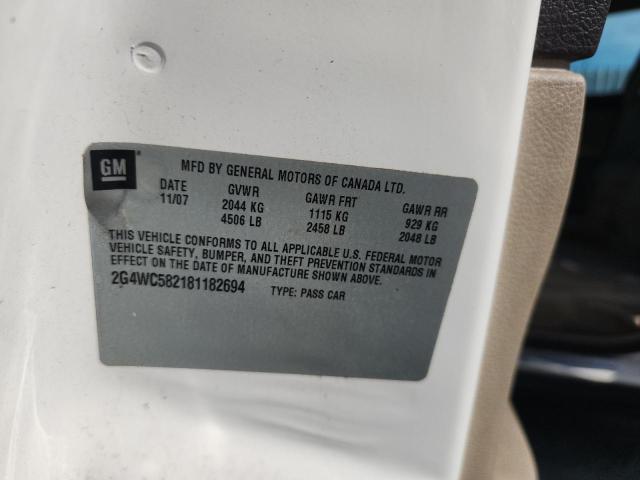 GM
MFD BY GENERAL MOTORS OF CANADA LTD.
DATE GVWR GAWR FRT GAWR RR
11/07 2044 KG 1115 KG 929 KG
4506 LB 2458 LB 2048 LB
THIS VEHICLE CONFORMS TO ALL APPLICABLE U.S. FEDERAL MOTOR
VEHICLE SAFETY, BUMPER, AND THEFT PREVENTION STANDARDS IN
EFFECT ON THE DATE OF MANUFACTURE SHOWN ABOVE.
2G4WC582181182694 TYPE: PASS CAR